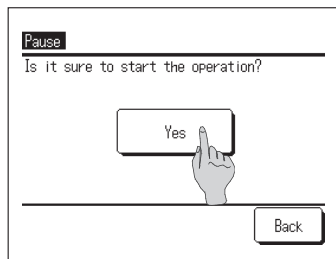 Pause
Is it sure to start the operation?
Yes
Back